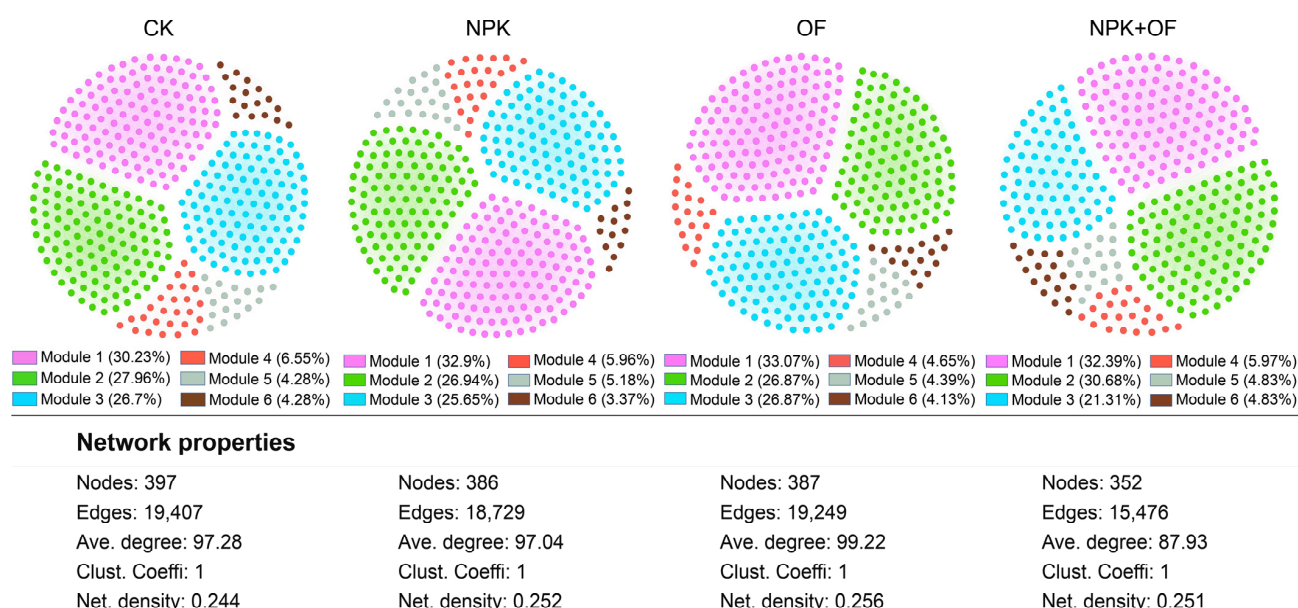 CK NPK OF NPK+OF
Module 1 (30.23%) Module 4 (6.55%) Module 1 (32.9%) Module 4 (5.96%) Module 1 (33.07%) Module 4 (4.65%) Module 1 (32.39%) Module 4 (5.97%)
Module 2 (27.96%) Module 5 (4.28%) Module 2 (26.94%) Module 5 (5.18%) Module 2 (26.87%) Module 5 (4.39%) Module 2 (30.68%) Module 5 (4.83%)
Module 3 (26.7%) Module 6 (4.28%) Module 3 (25.65%) Module 6 (3.37%) Module 3 (26.87%) Module 6 (4.13%) Module 3 (21.31%) Module 6 (4.83%)
Network properties
Nodes: 397 Nodes: 386 Nodes: 387 Nodes: 352
Edges: 19,407 Edges: 18,729 Edges: 19,249 Edges: 15,476
Ave. degree: 97.28 Ave. degree: 97.04 Ave. degree: 99.22 Ave. degree: 87.93
Clust. Coeffi: 1 Clust. Coeffi: 1 Clust. Coeffi: 1 Clust. Coeffi: 1
Net. density: 0.244 Net. density: 0.252 Net. density: 0.256 Net. density: 0.251